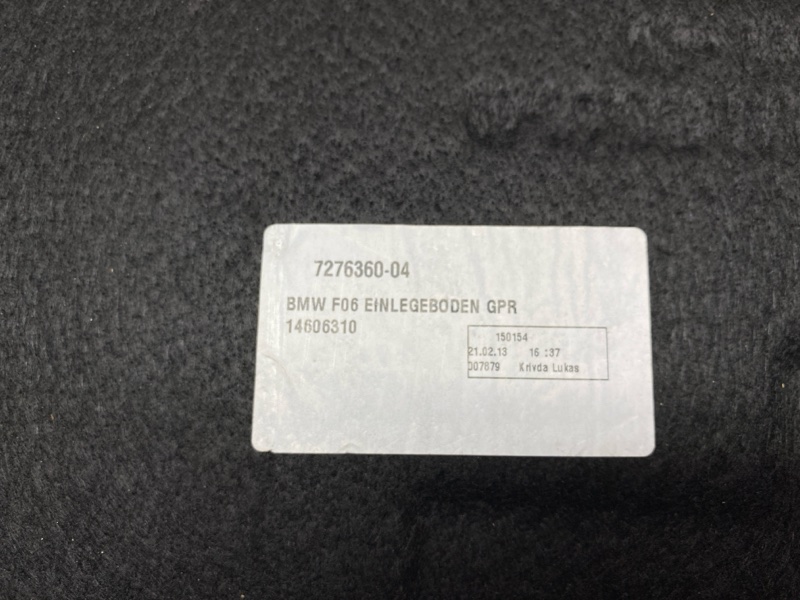 7276360-04
BMW F06 EINLEGEBODEN GPR
14606310
150154
21.02.13 16:37
007679 Krivda Lukas